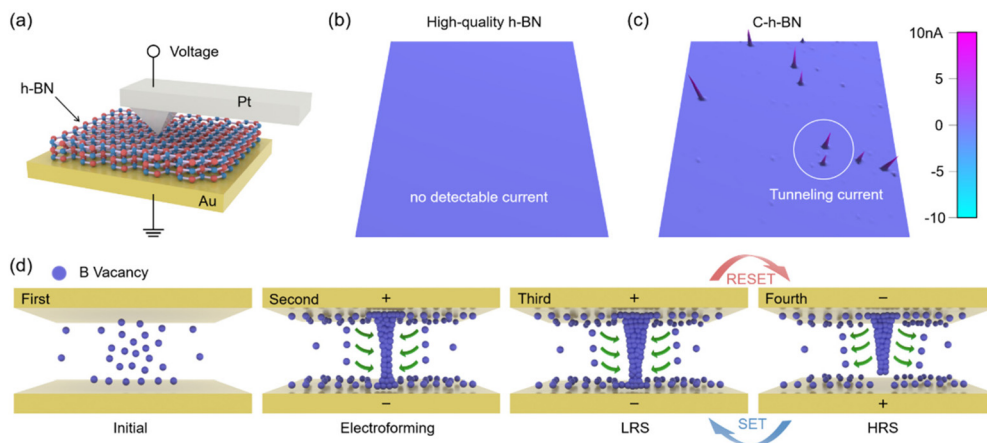 (a)
Voltage
h-BN
Pt
Au
(b)
High-quality h-BN
no detectable current
(c)
C-h-BN
Tunneling current
10nA
5
0
-5
-10
(d)
B Vacancy
RESET
First
Second
+
Third
+
Fourth
−
−
−
+
Initial
Electroforming
LRS
SET
HRS